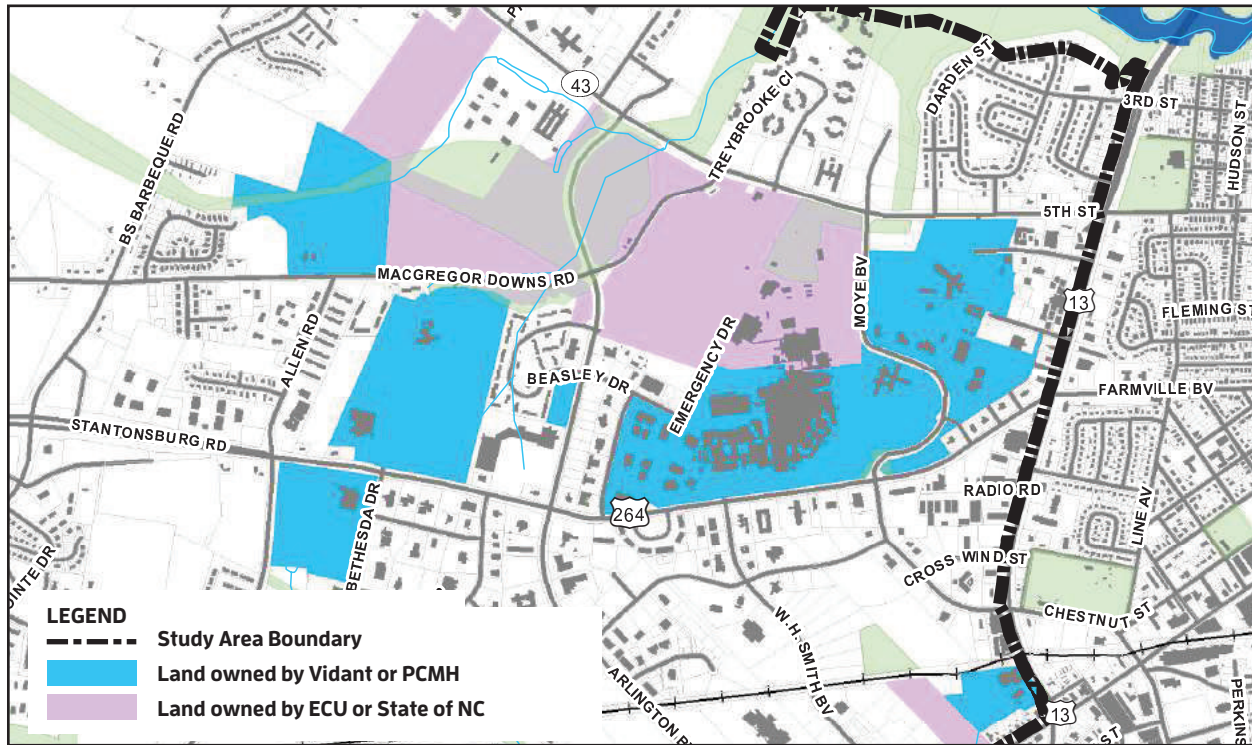 43
DARDEN ST
3RD ST
HUDSON ST
TREYBROOKE CI
BS BARBEQUE RD
5TH ST
MACGREGOR DOWNS RD
MOYE BV
13
FLEMING ST
EMERGENCY DR
ALLEN RD
BEASLEY DR
FARMVILLE BV
STANTONSBURG RD
264
RADIO RD
LINE AV
BETHESDA DR
CROSS WIND ST
CHESTNUT ST
W. H. SMITH BV
ARLINGTON
PERKINS
13
ST
LEGEND
Study Area Boundary
Land owned by Vidant or PCMH
Land owned by ECU or State of NC